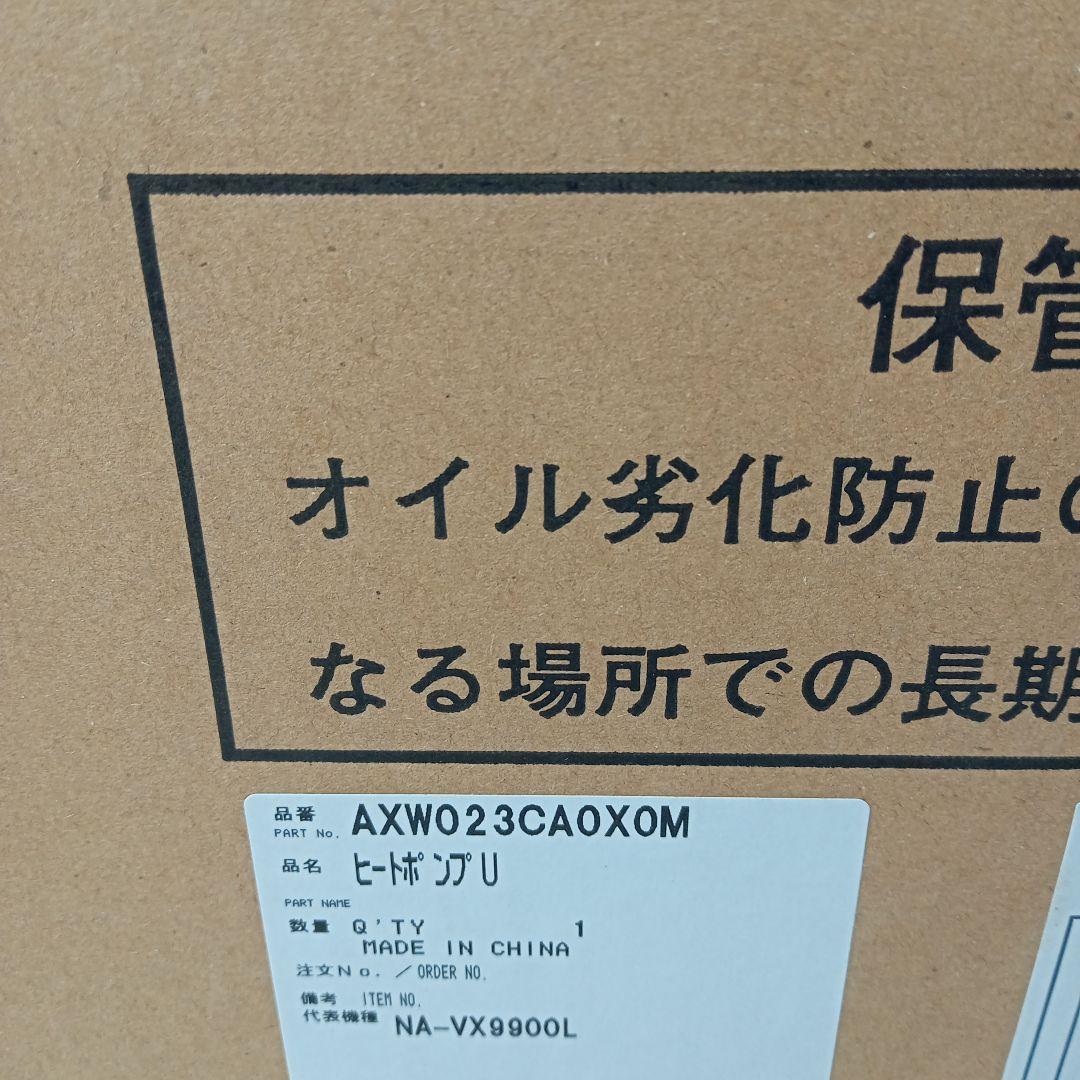 保管
オイル劣化防止の
なる場所での長期
品番 AXW023CA0X0M
PART No.
品名 ヒートポンプU
PART NAME
数量 Q'TY 1
MADE IN CHINA
注文No. / ORDER NO.
備考 ITEM NO.
代表機種 NA-VX9900L